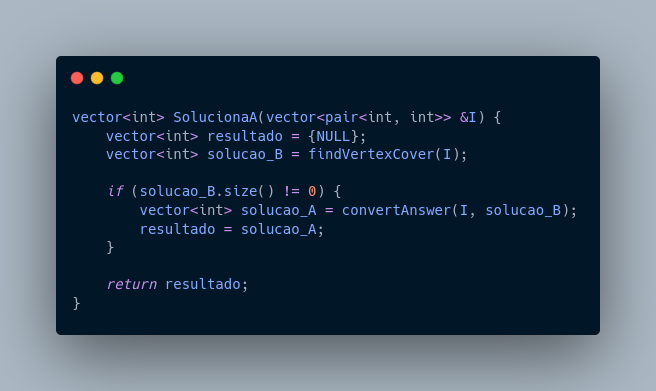 vector<int> SolucionaA(vector<pair<int, int>> &I) {
    vector<int> resultado = {NULL};
    vector<int> solucao_B = findVertexCover(I);

    if (solucao_B.size() != 0) {
        vector<int> solucao_A = convertAnswer(I, solucao_B);
        resultado = solucao_A;
    }

    return resultado;
}